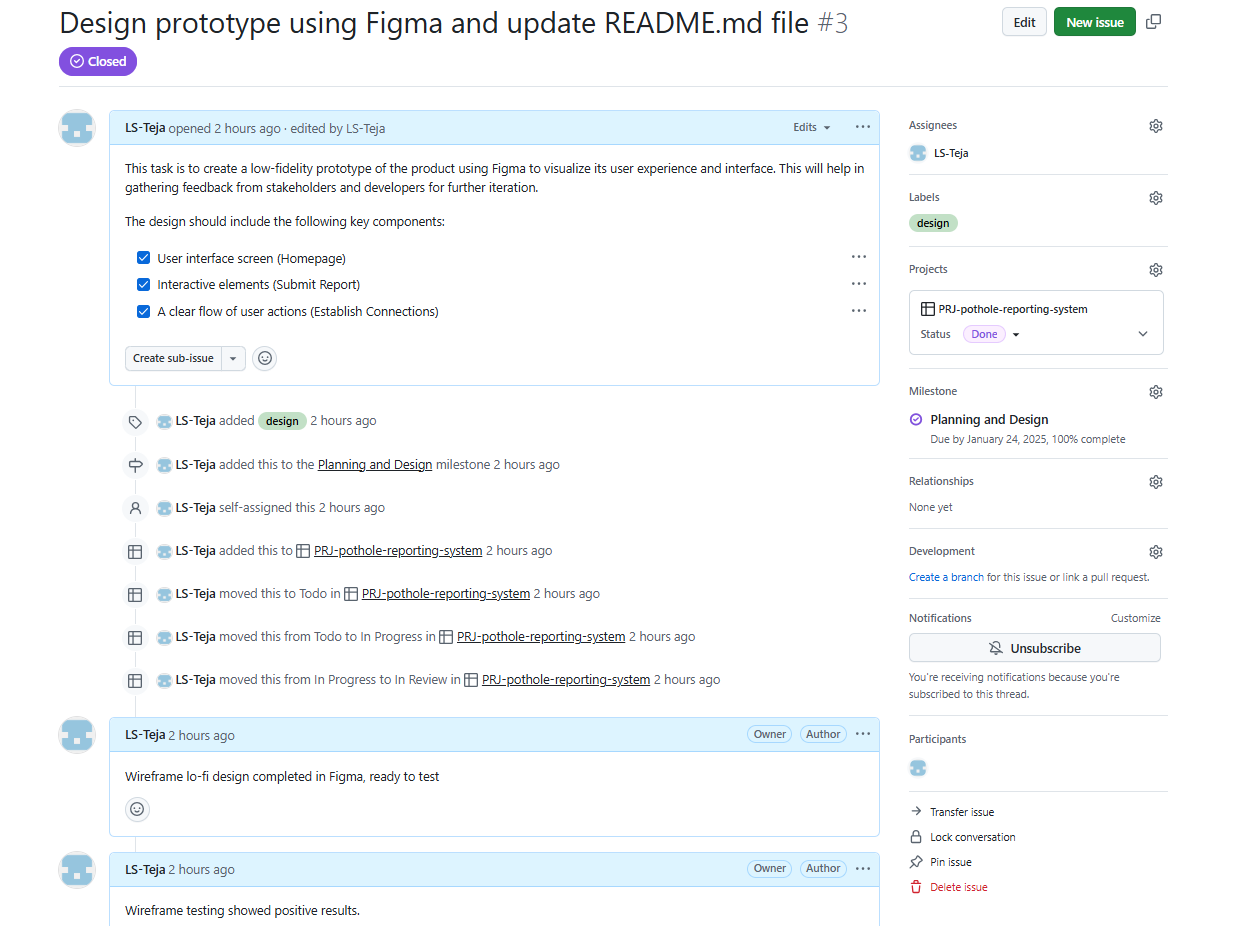 Design prototype using Figma and update README.md file #3
Edit
New issue
Closed
LS-Teja opened 2 hours ago · edited by LS-Teja
Edits
This task is to create a low-fidelity prototype of the product using Figma to visualize its user experience and interface. This will help in
gathering feedback from stakeholders and developers for further iteration.
The design should include the following key components:
User interface screen (Homepage)
Interactive elements (Submit Report)
A clear flow of user actions (Establish Connections)
Create sub-issue
LS-Teja added design 2 hours ago
LS-Teja added this to the Planning and Design milestone 2 hours ago
LS-Teja self-assigned this 2 hours ago
LS-Teja added this to PRJ-pothole-reporting-system 2 hours ago
LS-Teja moved this to Todo in PRJ-pothole-reporting-system 2 hours ago
LS-Teja moved this from Todo to In Progress in PRJ-pothole-reporting-system 2 hours ago
LS-Teja moved this from In Progress to In Review in PRJ-pothole-reporting-system 2 hours ago
LS-Teja 2 hours ago
Owner
Author
Wireframe lo-fi design completed in Figma, ready to test
LS-Teja 2 hours ago
Owner
Author
Wireframe testing showed positive results.
Assignees
LS-Teja
Labels
design
Projects
PRJ-pothole-reporting-system
Status Done
Milestone
Planning and Design
Due by January 24, 2025, 100% complete
Relationships
None yet
Development
Create a branch for this issue or link a pull request.
Notifications
Customize
Unsubscribe
You're receiving notifications because you're
subscribed to this thread.
Participants
Transfer issue
Lock conversation
Pin issue
Delete issue